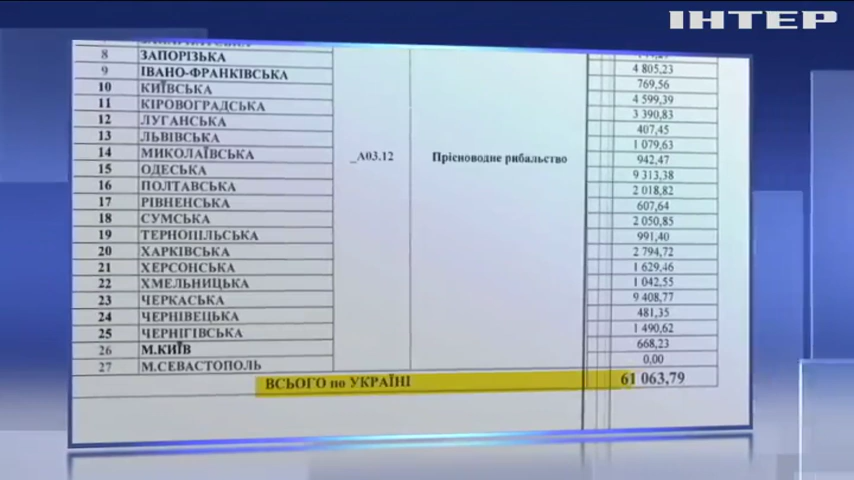 ІНТЕР
8 ЗАПОРІЗЬКА 4 805,23
9 ІВАНО-ФРАНКІВСЬКА 769,56
10 КИЇВСЬКА 4 599,39
11 КІРОВОГРАДСЬКА 3 390,83
12 ЛУГАНСЬКА 407,45
13 ЛЬВІВСЬКА 1 079,63
14 МИКОЛАЇВСЬКА _A03.12 Прісноводне рибальство 942,47
15 ОДЕСЬКА 9 313,38
16 ПОЛТАВСЬКА 2 018,82
17 РІВНЕНСЬКА 607,64
18 СУМСЬКА 2 050,85
19 ТЕРНОПІЛЬСЬКА 991,40
20 ХАРКІВСЬКА 2 794,72
21 ХЕРСОНСЬКА 1 629,46
22 ХМЕЛЬНИЦЬКА 1 042,55
23 ЧЕРКАСЬКА 9 408,77
24 ЧЕРНІВЕЦЬКА 481,35
25 ЧЕРНІГІВСЬКА 1 490,62
26 М.КИЇВ 668,23
27 М.СЕВАСТОПОЛЬ 0,00
ВСЬОГО по УКРАЇНІ 61 063,79